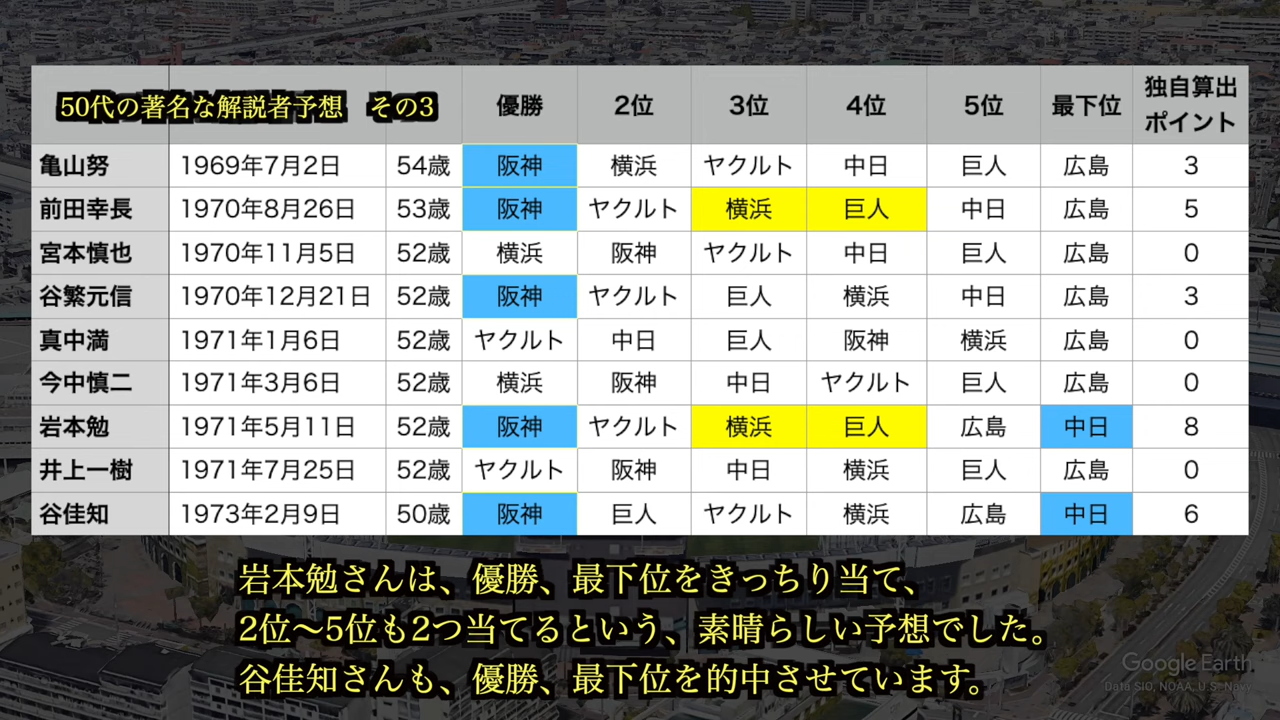 50代の著名な解説者予想 その3 優勝 2位 3位 4位 5位 最下位 独自算出
ポイント
亀山努 1969年7月2日 54歳 阪神 横浜 ヤクルト 中日 巨人 広島 3
前田幸長 1970年8月26日 53歳 阪神 ヤクルト 横浜 巨人 中日 広島 5
宮本慎也 1970年11月5日 52歳 横浜 阪神 ヤクルト 中日 巨人 広島 0
谷繁元信 1970年12月21日 52歳 阪神 ヤクルト 巨人 横浜 中日 広島 3
真中満 1971年1月6日 52歳 ヤクルト 中日 巨人 阪神 横浜 広島 0
今中慎二 1971年3月6日 52歳 横浜 阪神 中日 ヤクルト 巨人 広島 0
岩本勉 1971年5月11日 52歳 阪神 ヤクルト 横浜 巨人 広島 中日 8
井上一樹 1971年7月25日 52歳 ヤクルト 阪神 中日 横浜 巨人 広島 0
谷佳知 1973年2月9日 50歳 阪神 巨人 ヤクルト 横浜 広島 中日 6
岩本勉さんは、優勝、最下位をきっちり当て、
2位〜5位も2つ当てるという、素晴らしい予想でした。
谷佳知さんも、優勝、最下位を的中させています。
Google Earth
Data SIO, NOAA, U.S. Navy